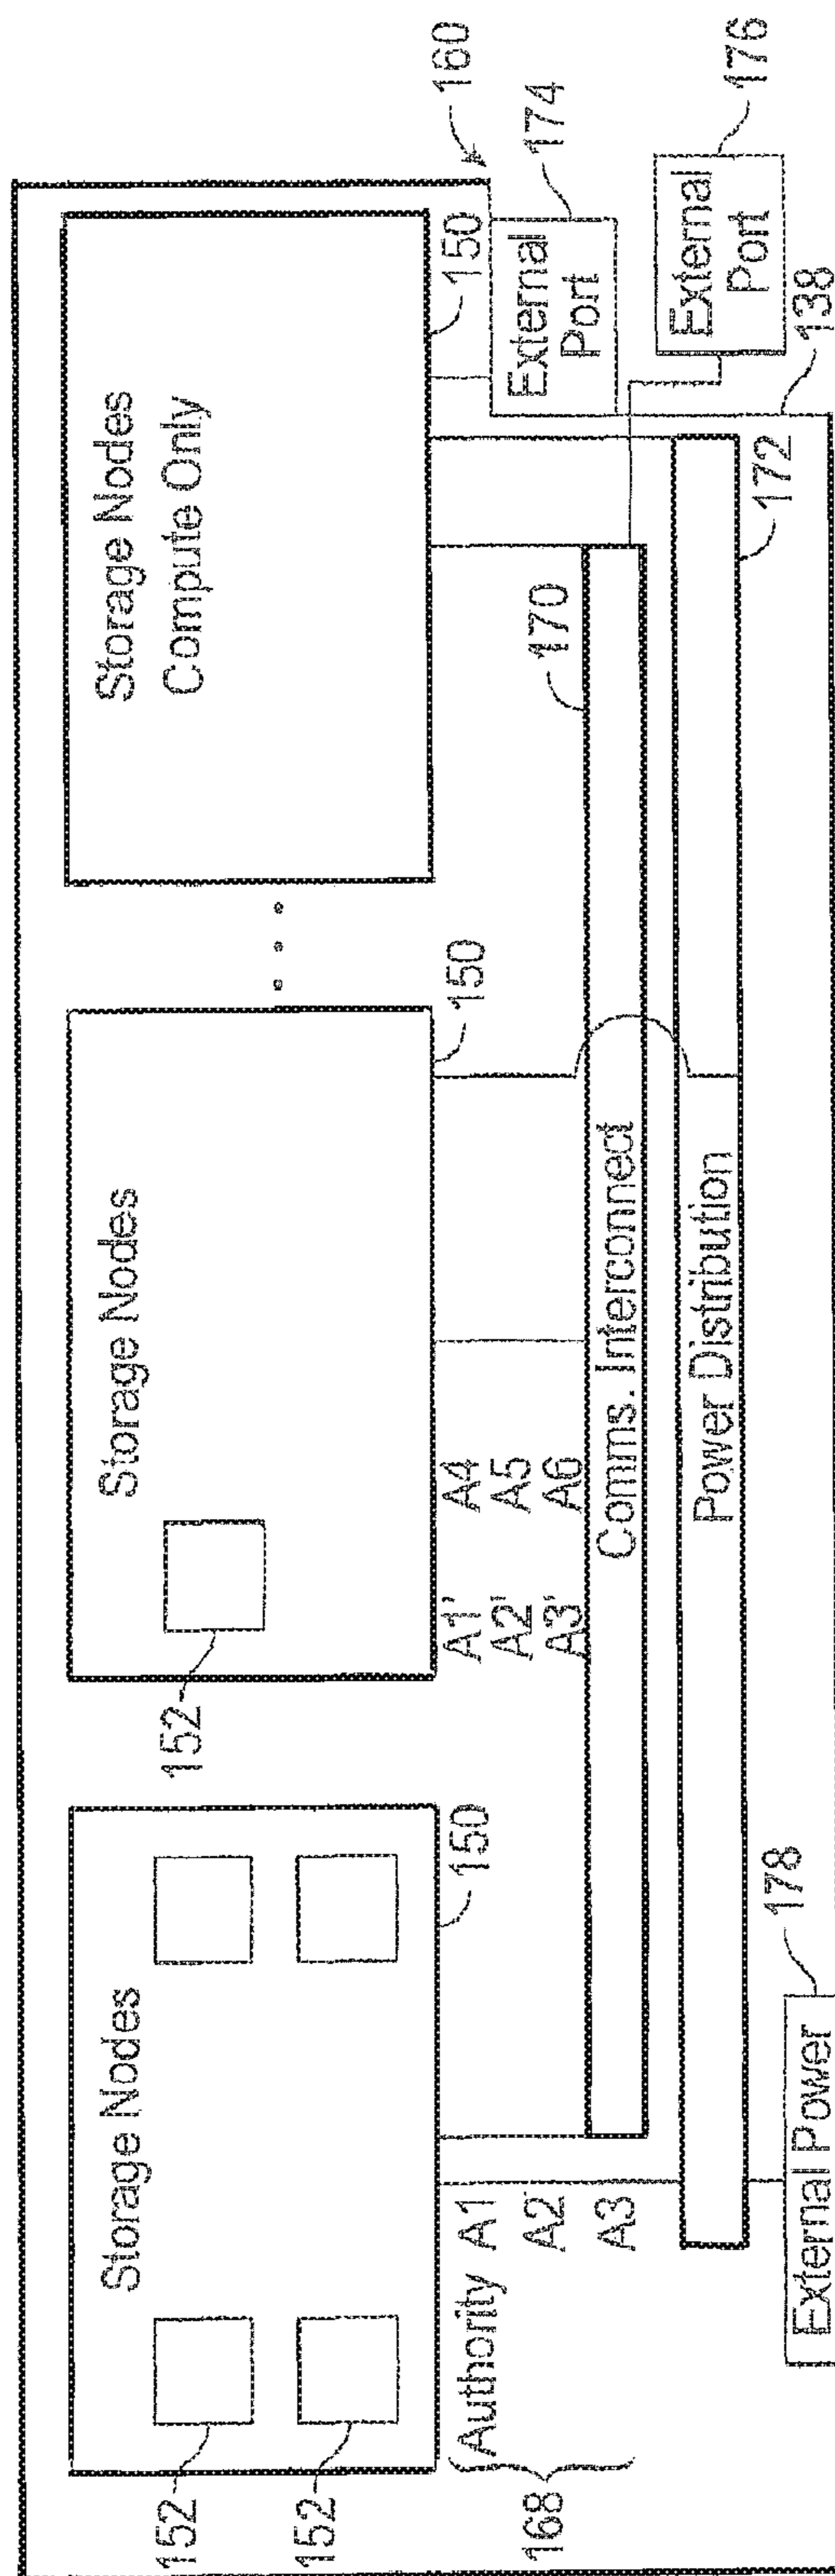 160
Storage Nodes
152
152
150
Storage Nodes
152
150
Storage Nodes
Compute Only
150
Authority A1
A2
A3
168
A1' A4
A2' A5
A3' A6
170
External
Port
174
Comms. Interconnect
External
Port
176
Power Distribution
172
138
External Power
178